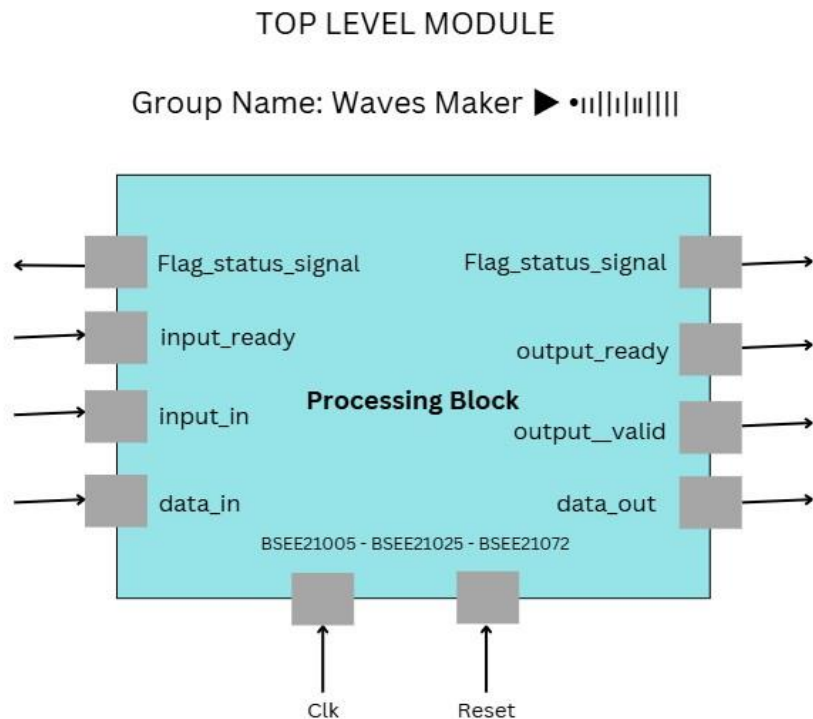 TOP LEVEL MODULE
Group Name: Waves Maker
Flag_status_signal
Flag_status_signal
input_ready
output_ready
input_in
Processing Block
output__valid
data_in
data_out
BSEE21005 - BSEE21025 - BSEE21072
Clk
Reset